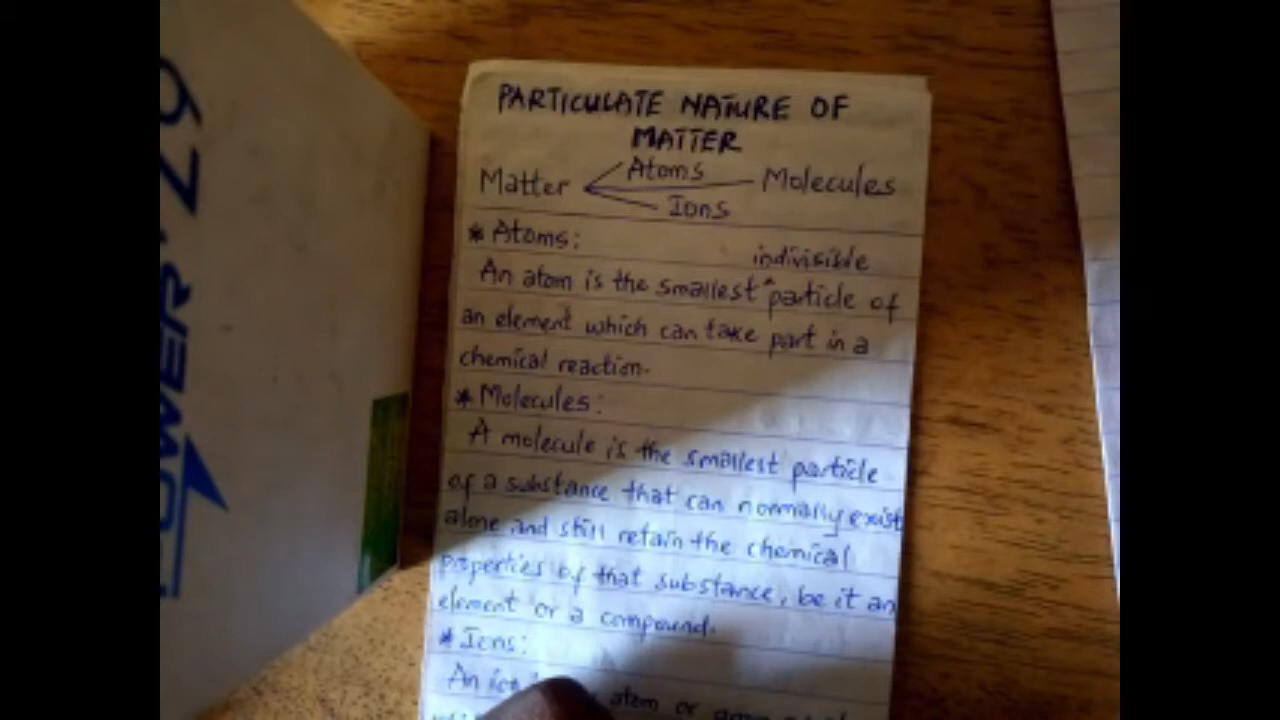 PARTICULATE NATURE OF
MATTER
Matter Atoms Molecules
Ions
* Atoms:
indivisible
An atom is the smallest ^ particle of
an element which can take part in a
chemical reaction.
* Molecules:
A molecule is the smallest particle
of a substance that can normally exist
alone and still retain the chemical
properties of that substance, be it an
element or a compound.
* Ions:
An atom or